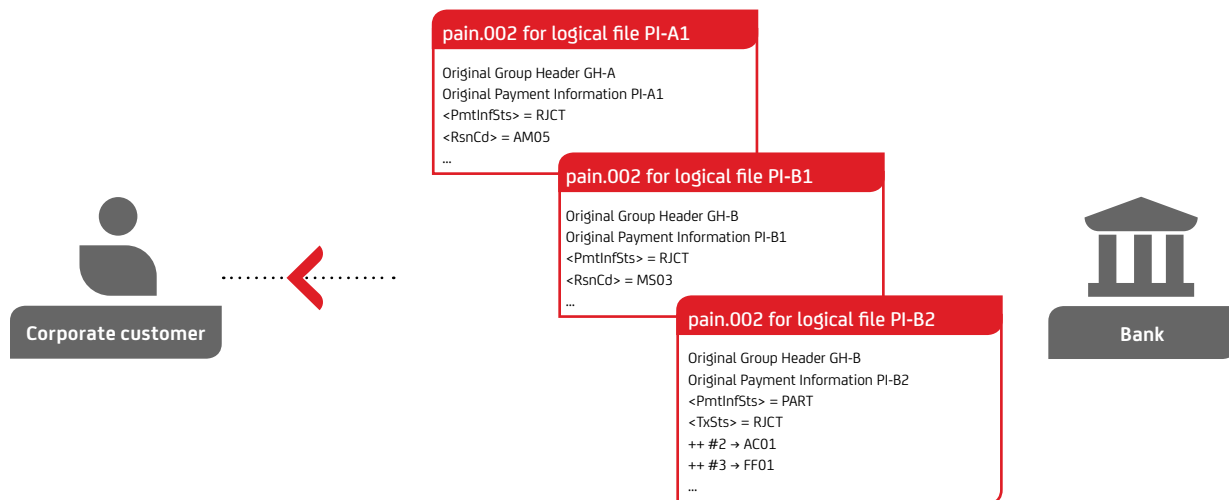 pain.002 for logical file PI-A1
Original Group Header GH-A
Original Payment Information PI-A1
<PmtInfSts> = RJCT
<RsnCd> = AM05
...
pain.002 for logical file PI-B1
Original Group Header GH-B
Original Payment Information PI-B1
<PmtInfSts> = RJCT
<RsnCd> = MS03
...
pain.002 for logical file PI-B2
Original Group Header GH-B
Original Payment Information PI-B2
<PmtInfSts> = PART
<TxSts> = RJCT
++ #2 → AC01
++ #3 → FF01
...
Corporate customer
Bank